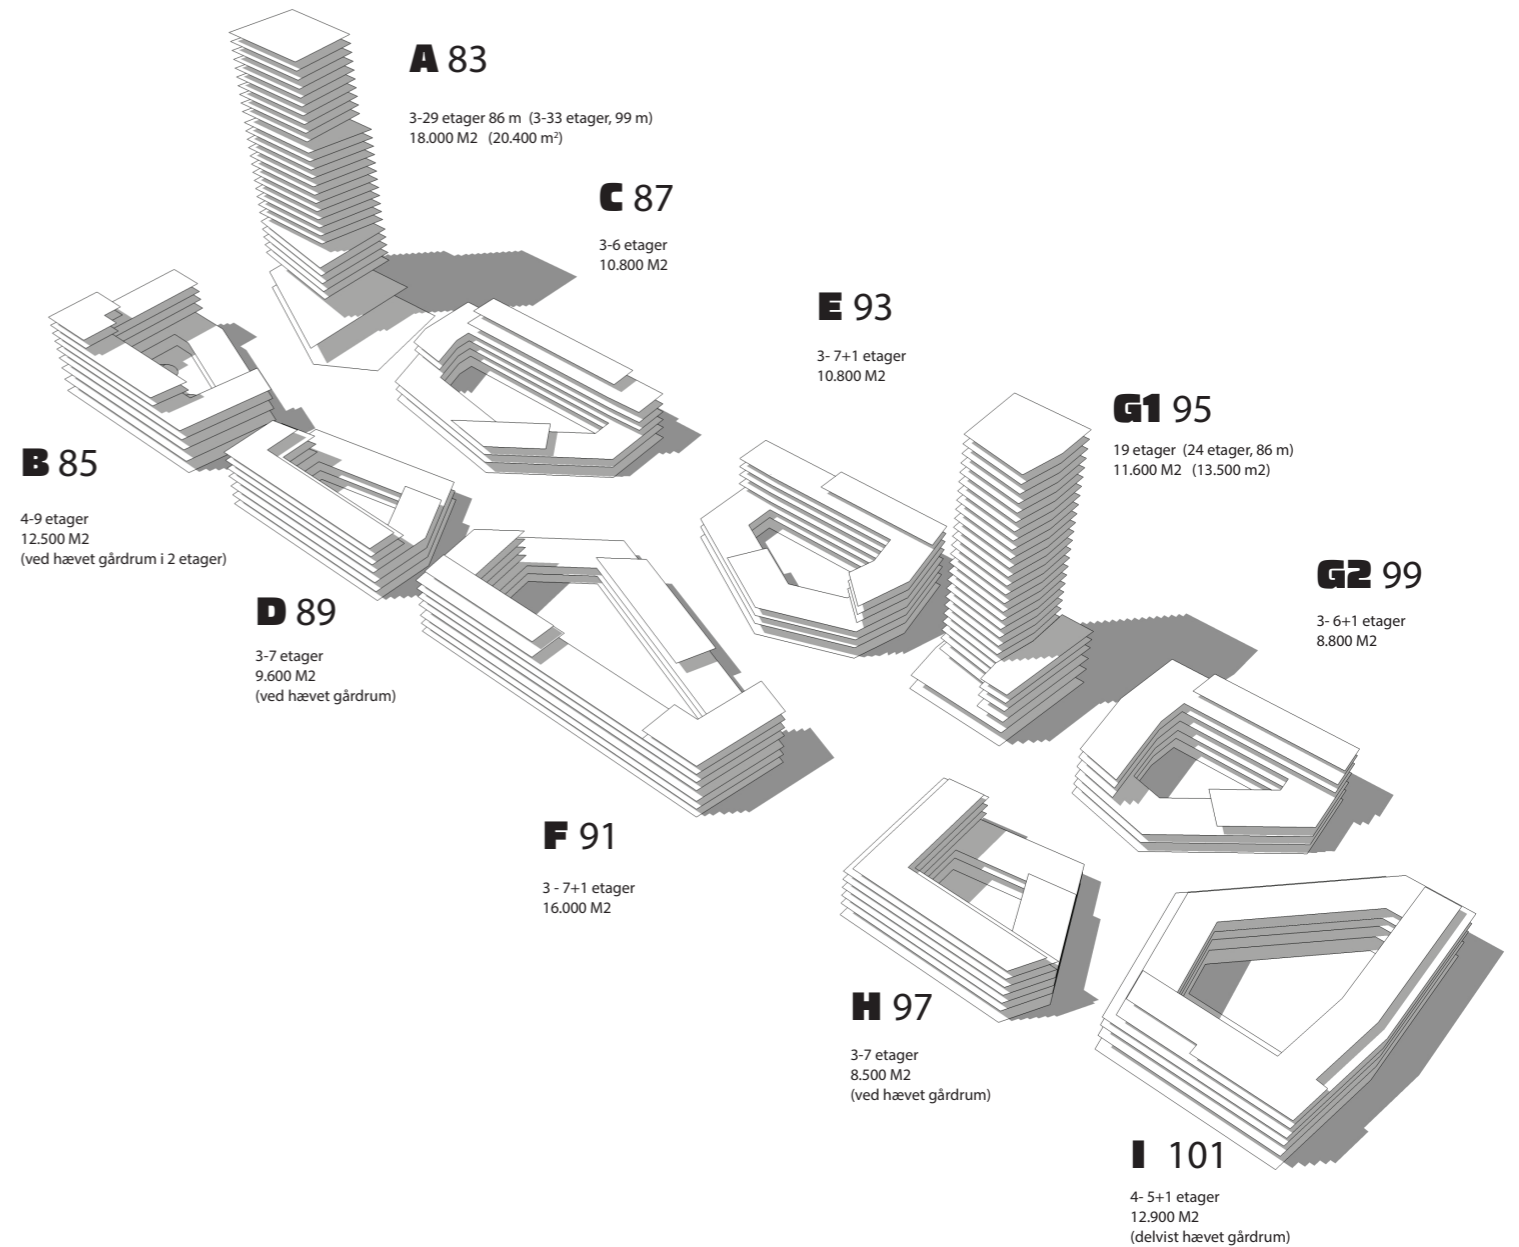 A 83
3-29 etager 86 m (3-33 etager, 99 m)
18.000 M2 (20.400 m²)
C 87
3-6 etager
10.800 M2
E 93
3- 7+1 etager
10.800 M2
G1 95
19 etager (24 etager, 86 m)
11.600 M2 (13.500 m2)
B 85
4-9 etager
12.500 M2
(ved hævet gårdrum i 2 etager)
G2 99
3- 6+1 etager
8.800 M2
D 89
3-7 etager
9.600 M2
(ved hævet gårdrum)
F 91
3 - 7+1 etager
16.000 M2
H 97
3-7 etager
8.500 M2
(ved hævet gårdrum)
I 101
4- 5+1 etager
12.900 M2
(delvist hævet gårdrum)